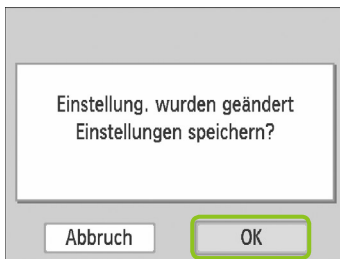 Einstellung. wurden geändert
Einstellungen speichern?
Abbruch
OK